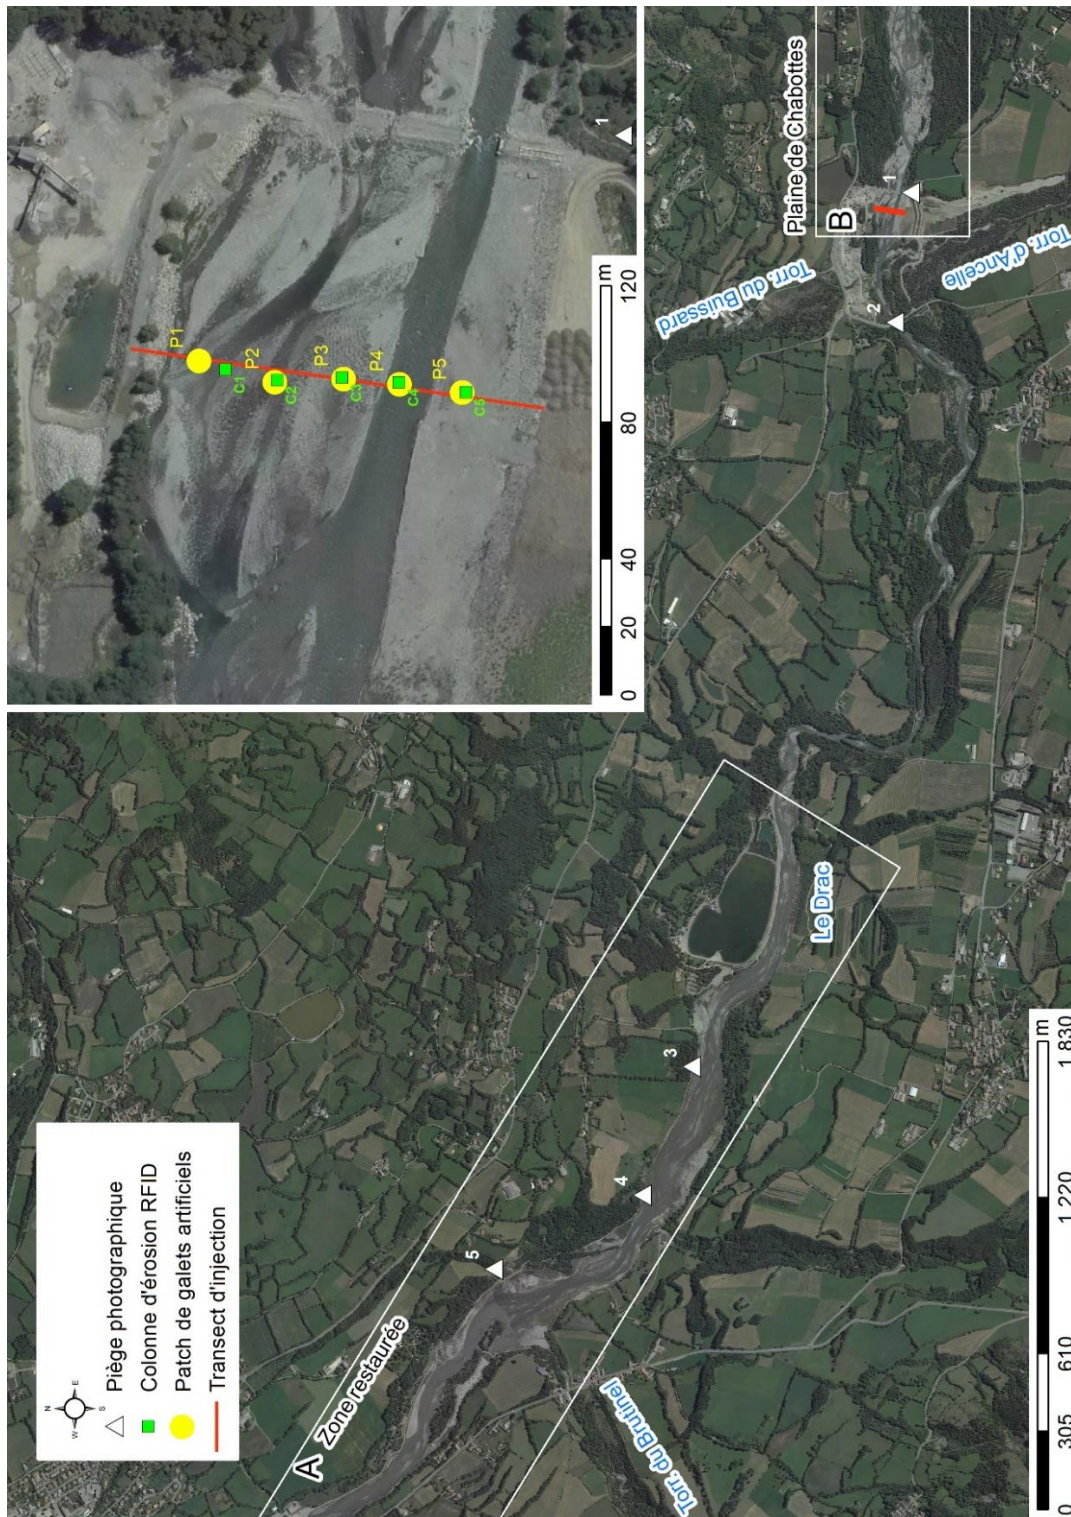 N
W
E
S
Piège photographique
Colonne d'érosion RFID
Patch de galets artificiels
Transect d'injection
P1
C1
P2
C2
P3
C3
P4
C4
P5
C5
1
0
20
40
80
120
m
Plaine de Chabottes
B
1
Torr. du Buissard
2
Torr. d'Ancelle
A
Zone restaurée
5
4
3
Le Drac
Torr. du Brutinel
0
305
610
1 220
1 830
m